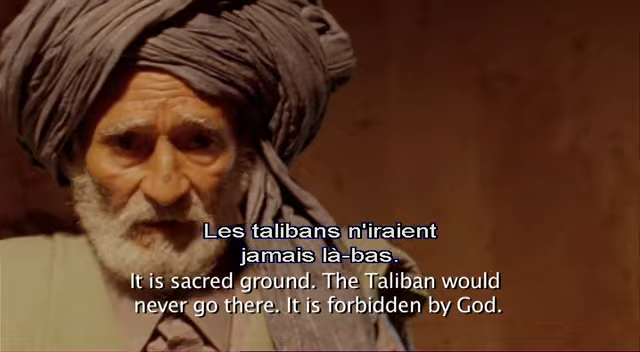 Les talibans n'iraient
jamais là-bas.
It is sacred ground. The Taliban would
never go there. It is forbidden by God.